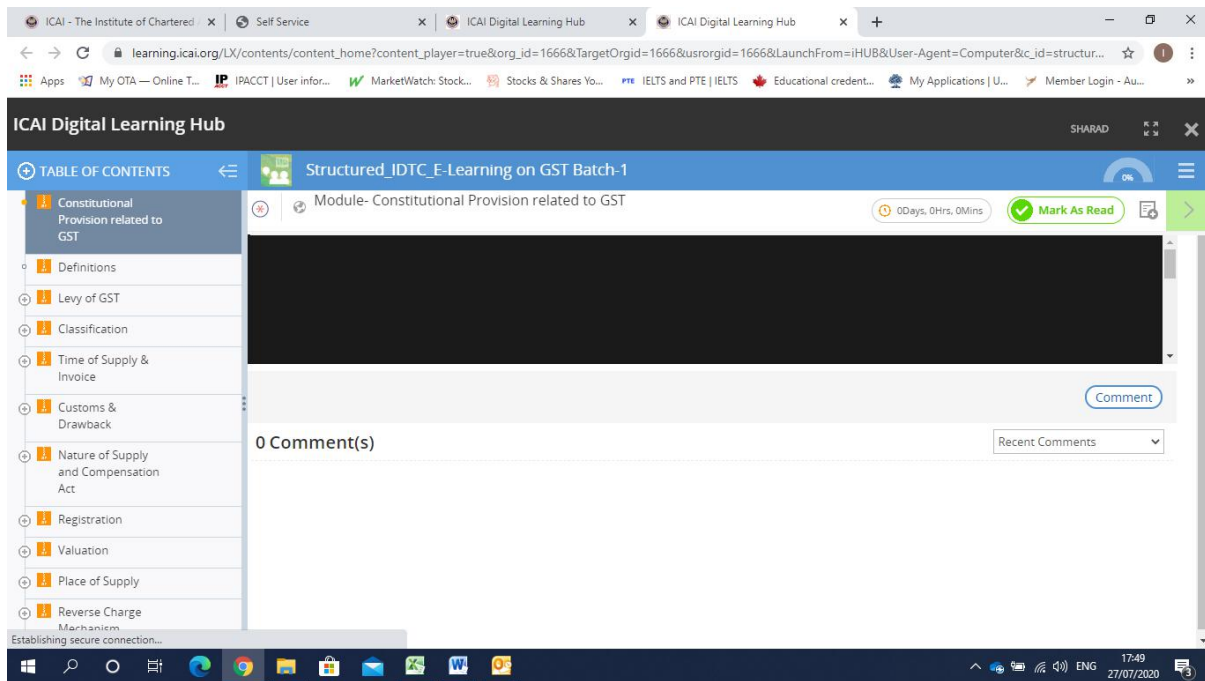 ICAI - The Institute of Chartered
Self Service
ICAI Digital Learning Hub
ICAI Digital Learning Hub
learning.icai.org/LX/contents/content_home?content_player=true&org_id=1666&TargetOrgid=1666&usrorgid=1666&LaunchFrom=iHUB&User-Agent=Computer&c_id=structur...
I
Apps
My OTA — Online T...
IPACCT | User infor...
MarketWatch: Stock...
Stocks & Shares Yo...
PTE IELTS and PTE | IELTS
Educational credent...
My Applications | U...
Member Login - Au...
»
ICAI Digital Learning Hub
SHARAD
TABLE OF CONTENTS
Structured_IDTC_E-Learning on GST Batch-1
0%
Constitutional
Provision related to
GST
Module- Constitutional Provision related to GST
0Days, 0Hrs, 0Mins
Mark As Read
Definitions
Levy of GST
Classification
Time of Supply &
Invoice
Customs &
Drawback
Nature of Supply
and Compensation
Act
Registration
Valuation
Place of Supply
Reverse Charge
Mechanism
Comment
0 Comment(s)
Recent Comments
Establishing secure connection...
ENG
17:49
27/07/2020
3